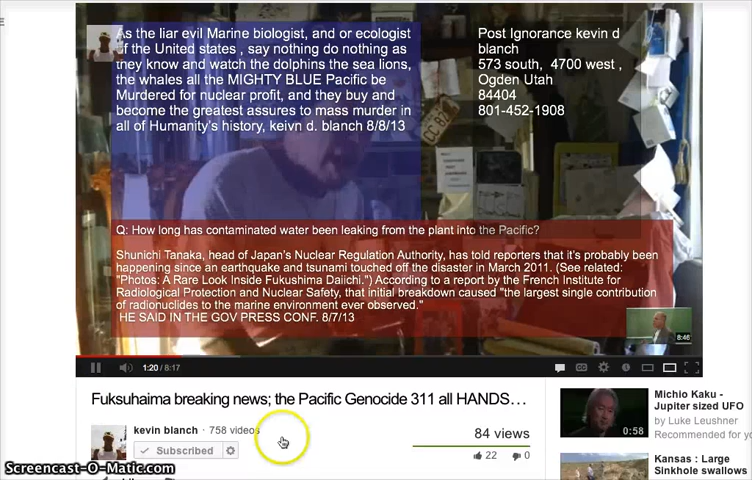 As the liar evil Marine biologist, and or ecologist
of the United states , say nothing do nothing as
they know and watch the dolphins the sea lions,
the whales all the MIGHTY BLUE Pacific be
Murdered for nuclear profit, and they buy and
become the greatest assures to mass murder in
all of Humanity's history, keivn d. blanch 8/8/13
Post Ignorance kevin d
blanch
573 south, 4700 west ,
Ogden Utah
84404
801-452-1908
Q: How long has contaminated water been leaking from the plant into the Pacific?
Shunichi Tanaka, head of Japan's Nuclear Regulation Authority, has told reporters that it's probably been
happening since an earthquake and tsunami touched off the disaster in March 2011. (See related:
"Photos: A Rare Look Inside Fukushima Daiichi.") According to a report by the French Institute for
Radiological Protection and Nuclear Safety, that initial breakdown caused "the largest single contribution
of radionuclides to the marine environment ever observed."
HE SAID IN THE GOV PRESS CONF. 8/7/13
8:46
1:20 / 8:17
CC
Fuksuhaima breaking news; the Pacific Genocide 311 all HANDS...
kevin blanch · 758 videos
Subscribed
84 views
22 0
Michio Kaku -
Jupiter sized UFO
by Luke Leushner
Recommended for
0:58
Kansas : Large
Sinkhole swallows
Screencast-O-Matic.com